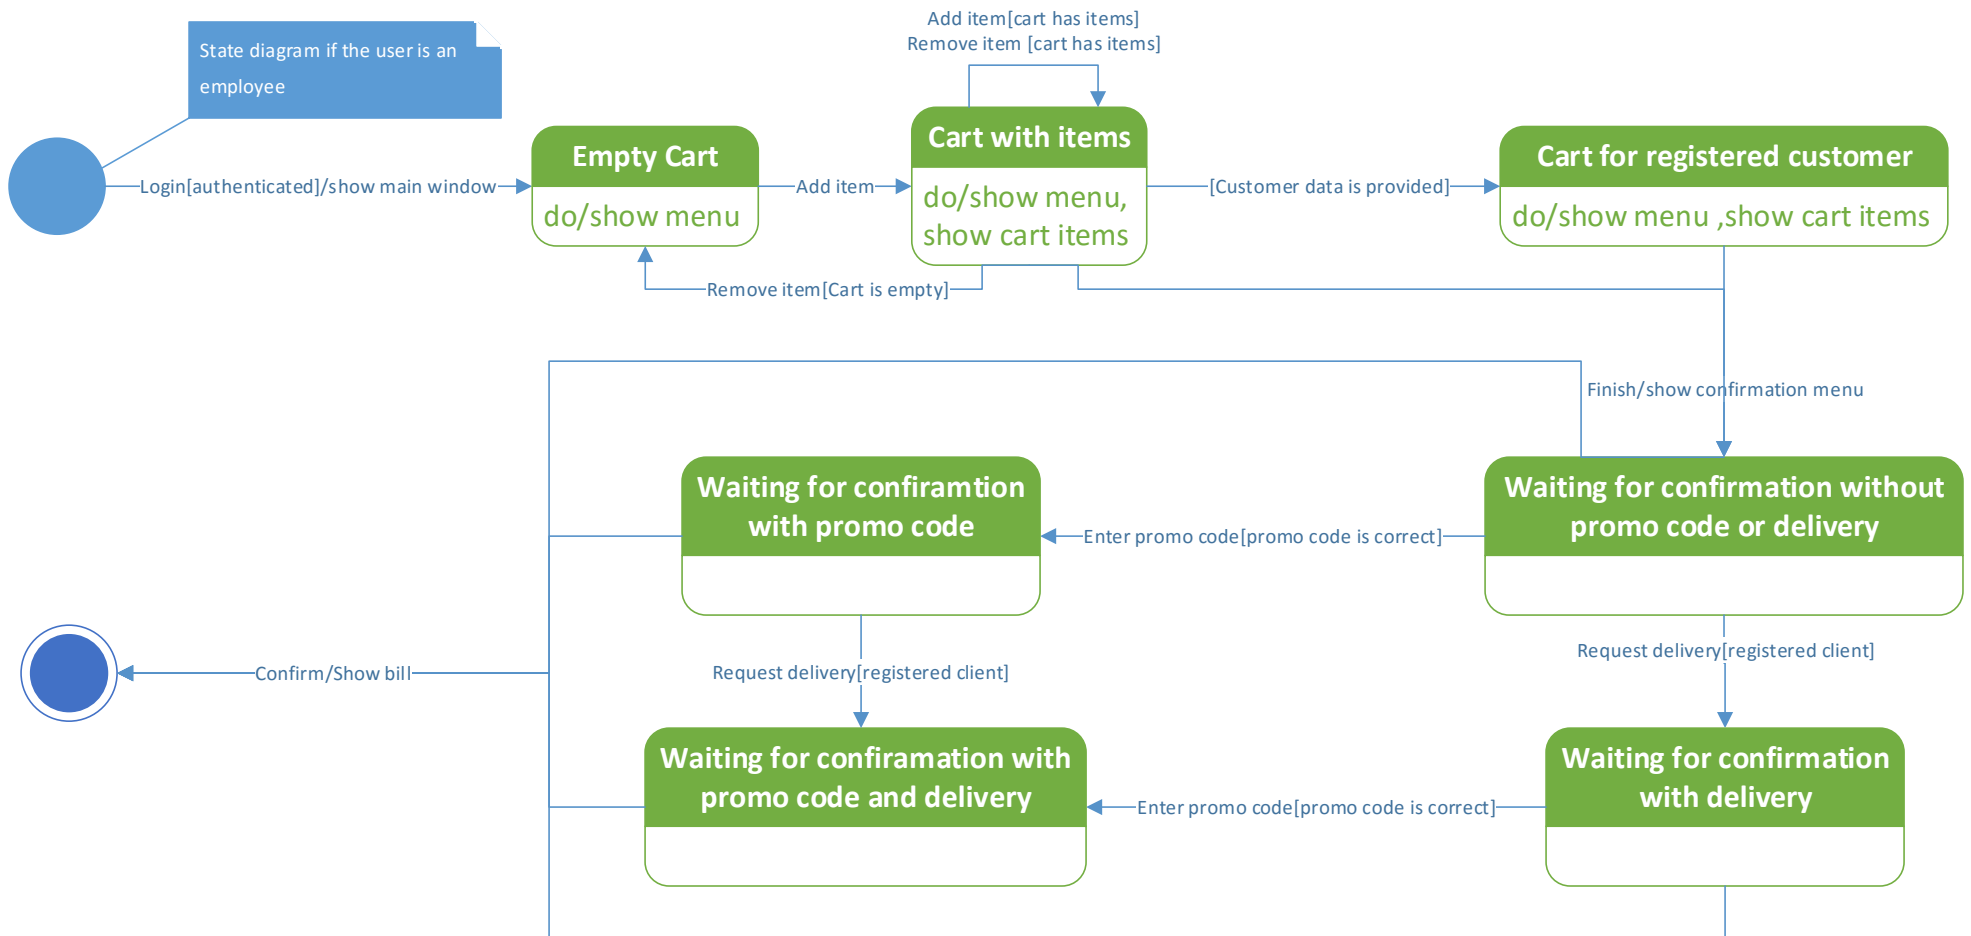 Add item[cart has items]
Remove item [cart has items]
State diagram if the user is an
employee
Empty Cart
do/show menu
Cart with items
do/show menu,
show cart items
Cart for registered customer
do/show menu ,show cart items
Login[authenticated]/show main window
Add item
[Customer data is provided]
Remove item[Cart is empty]
Finish/show confirmation menu
Waiting for confiramtion
with promo code
Enter promo code[promo code is correct]
Waiting for confirmation without
promo code or delivery
Confirm/Show bill
Request delivery[registered client]
Request delivery[registered client]
Waiting for confiramation with
promo code and delivery
Enter promo code[promo code is correct]
Waiting for confirmation
with delivery